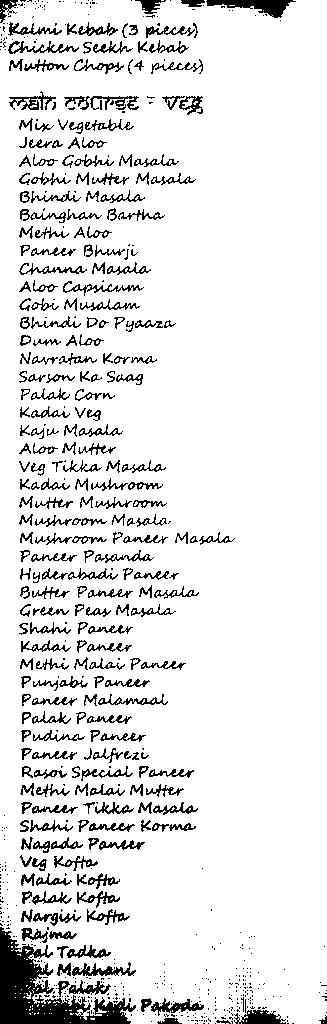 Kalmi Kebab (3 pieces)
Chicken Seekh Kebab
Mutton Chops (4 pieces)
main course - veg
Mix Vegetable
Jeera Aloo
Aloo Gobhi Masala
Gobhi Mutter Masala
Bhindi Masala
Bainghan Bartha
Methi Aloo
Paneer Bhurji
Channa Masala
Aloo Capsicum
Gobi Musalam
Bhindi Do Pyaaza
Dum Aloo
Navratan Korma
Sarson Ka Saag
Palak Corn
Kadai Veg
Kaju Masala
Aloo Mutter
Veg Tikka Masala
Kadai Mushroom
Mutter Mushroom
Mushroom Masala
Mushroom Paneer Masala
Paneer Pasanda
Hyderabadi Paneer
Butter Paneer Masala
Green Peas Masala
Shahi Paneer
Kadai Paneer
Methi Malai Paneer
Punjabi Paneer
Paneer Malamaal
Palak Paneer
Pudina Paneer
Paneer Jalfrezi
Rasoi Special Paneer
Methi Malai Mutter
Paneer Tikka Masala
Shahi Paneer Korma
Nagada Paneer
Veg Kofta
Malai Kofta
Palak Kofta
Nargisi Kofta
Rajma
Dal Tadka
Dal Makhani
Dal Palak
Kadi Pakoda